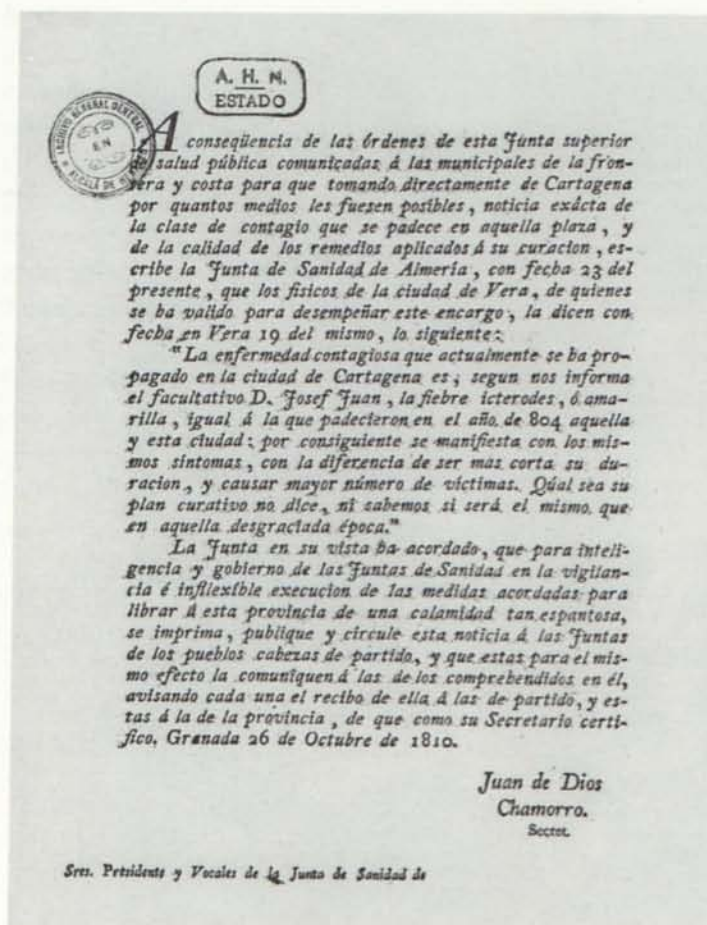 A. H. N.
ESTADO
ARCHIVO GENERAL CENTRAL
EN
ALCALÁ DE
A conseqüencia de las órdenes de esta Junta superior
de salud pública comunicadas á las municipales de la fron-
tera y costa para que tomando directamente de Cartagena
por quantos medios les fuesen posibles, noticia exácta de
la clase de contagio que se padece en aquella plaza, y
de la calidad de los remedios aplicados á su curacion, es-
cribe la Junta de Sanidad de Almería, con fecha 23 del
presente, que los físicos de la ciudad de Vera, de quienes
se ha valido para desempeñar este encargo, la dicen con
fecha en Vera 19 del mismo, lo siguiente:
"La enfermedad contagiosa que actualmente se ha pro-
pagado en la ciudad de Cartagena es, segun nos informa
el facultativo D. Josef Juan, la fiebre icterodes, ó ama-
rilla, igual á la que padecieron en el año de 804 aquella
y esta ciudad: por consiguiente se manifiesta con los mis-
mos síntomas, con la diferencia de ser mas corta su du-
racion, y causar mayor número de víctimas. Qúal sea su
plan curativo no dice, ni sabemos si será el mismo que
en aquella desgraciada época."
La Junta en su vista ha acordado, que para inteli-
gencia y gobierno de las Juntas de Sanidad en la vigilan-
cia é inflexîble execucion de las medidas acordadas para
librar á esta provincia de una calamidad tan espantosa,
se imprima, publique y circule esta noticia á las Juntas
de los pueblos cabezas de partido, y que estas para el mis-
mo efecto la comuniquen á las de los comprehendidos en él,
avisando cada una el recibo de ella á las de partido, y es-
tas á la de la provincia, de que como su Secretario certi-
fico. Granada 26 de Octubre de 1810.
Juan de Dios
Chamorro.
Secret.
Sres. Presidente y Vocales de la Junta de Sanidad de